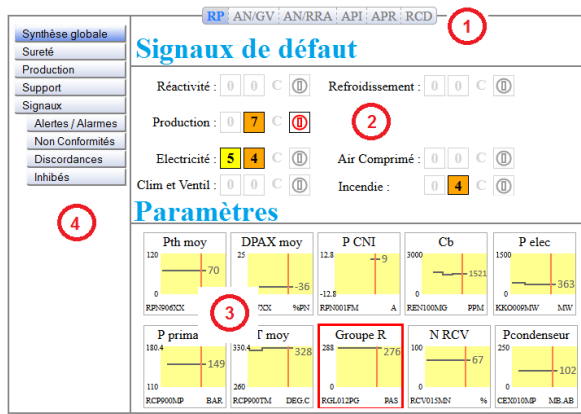 RP AN/GV AN/RRA API APR RCD
1
Synthèse globale
Sureté
Production
Support
Signaux
Alertes / Alarmes
Non Conformités
Discordances
Inhibés
4
Signaux de défaut
Réactivité : 0 0 C
Refroidissement : 0 0 C
Production : 0 7
2
Electricité : 5 4 C
Air Comprimé : 0 0 C
Clim et Ventil : 0 0 C
Incendie : 0 4 C
Paramètres
Pth moy
120
70
0
RPN906XX
DPAX moy
25
-36
XX %PN
P CNI
12.8
9
-12.8
RPN001FM A
Cb
3000
1521
0
REN100MG PPM
P elec
1500
363
0
KKO009MW MW
3
P prima
180.4
149
110
RCP900MP BAR
T moy
330.4
328
260
RCP900TM DEG.C
Groupe R
288
276
0
RGL012PG PAS
N RCV
100
67
0
RCV015MN %
Pcondenseur
250
102
0
CEX010MP MB.AB